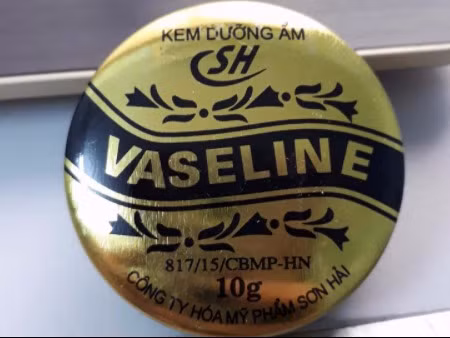 KEM DƯỠNG ẨM
SH
VASELINE
817/15/CBMP-HN
10g
CÔNG TY HÓA MỸ PHẨM SƠN HẢI